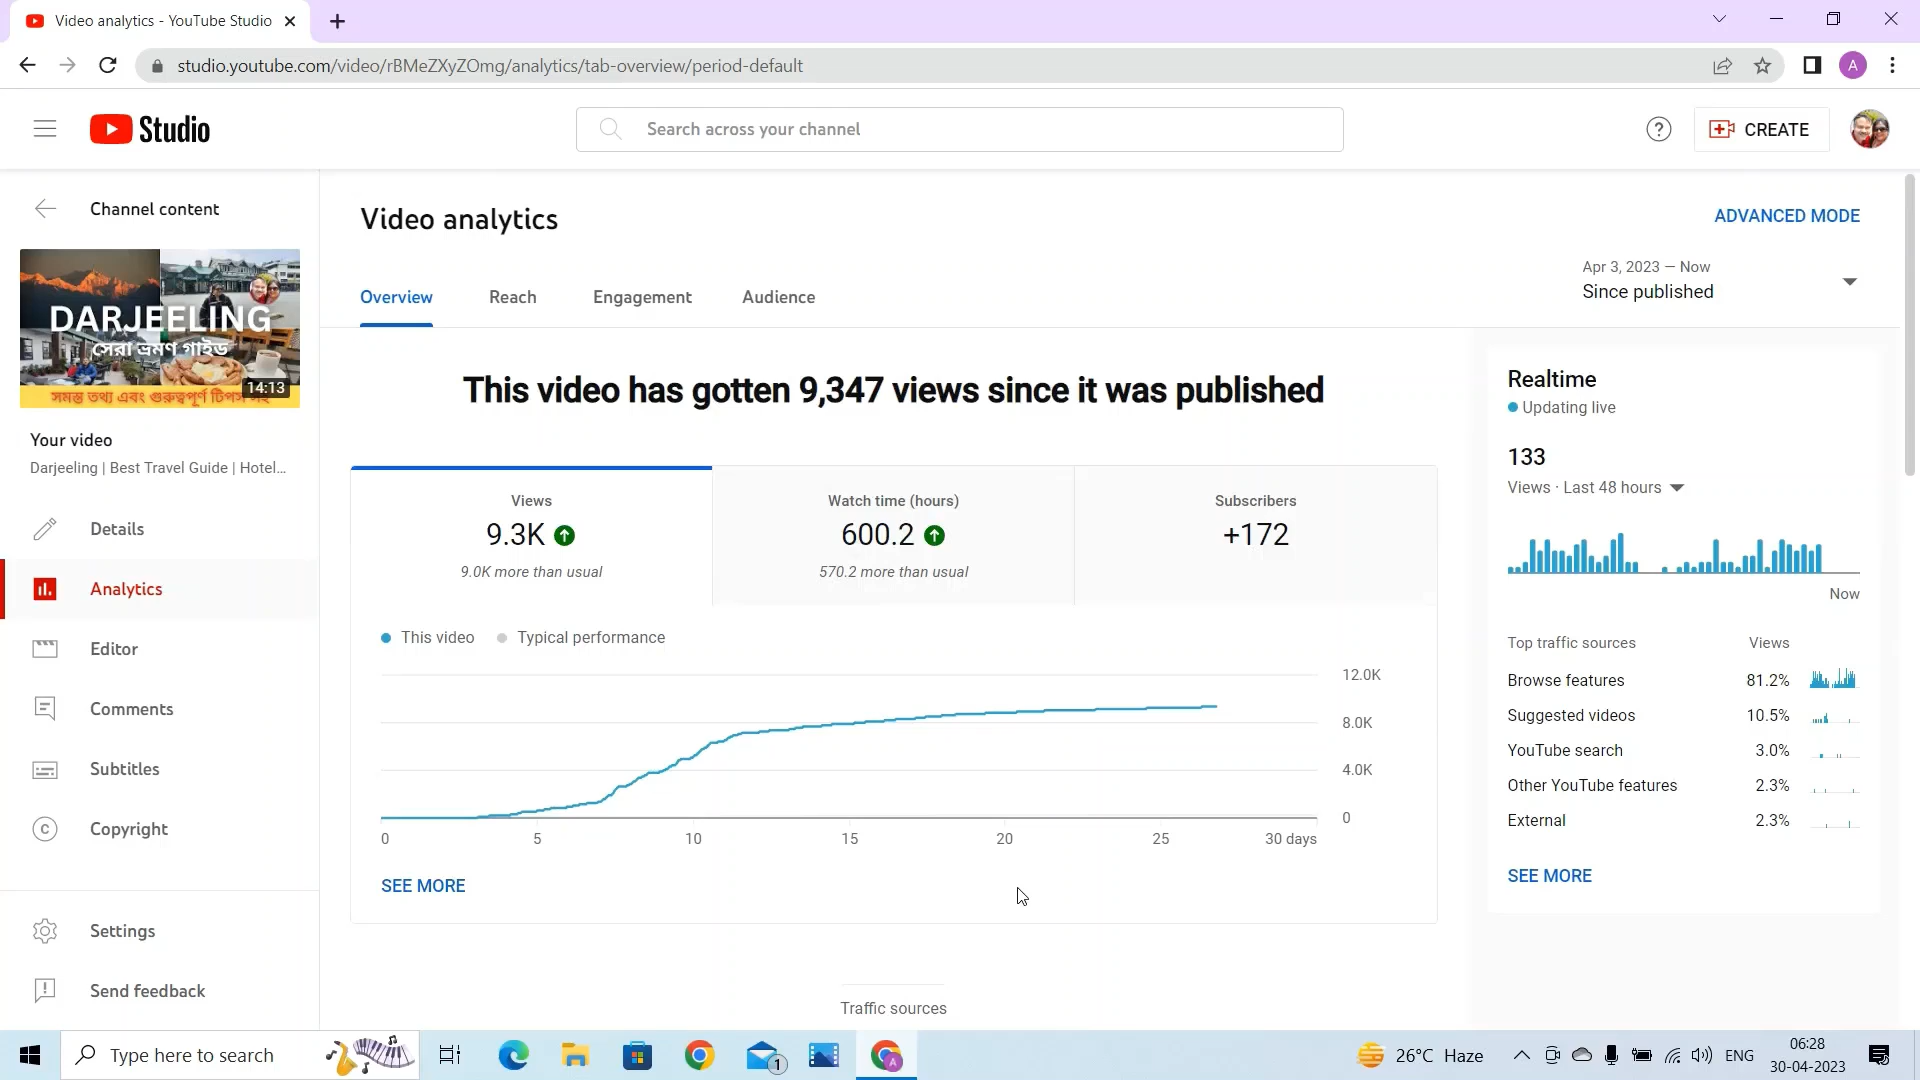 Video analytics - YouTube Studio
studio.youtube.com/video/rBMeZXyZOmg/analytics/tab-overview/period-default
A
Studio
Search across your channel
CREATE
Channel content
DARJEELING
সেরা ভ্রমণ গাইড
14:13
সমস্ত তথ্য এবং গুরুত্বপূর্ণ টিপস সহ
Your video
Darjeeling | Best Travel Guide | Hotel...
Details
Analytics
Editor
Comments
Subtitles
Copyright
Settings
Send feedback
Video analytics
ADVANCED MODE
Overview
Reach
Engagement
Audience
Apr 3, 2023 – Now
Since published
This video has gotten 9,347 views since it was published
Views
9.3K
9.0K more than usual
Watch time (hours)
600.2
570.2 more than usual
Subscribers
+172
This video
Typical performance
12.0K
8.0K
4.0K
0
0 5 10 15 20 25 30 days
SEE MORE
Traffic sources
Realtime
Updating live
133
Views · Last 48 hours
Now
Top traffic sources Views
Browse features 81.2%
Suggested videos 10.5%
YouTube search 3.0%
Other YouTube features 2.3%
External 2.3%
SEE MORE
Type here to search
1
A
26°C Haze
ENG
06:28
30-04-2023